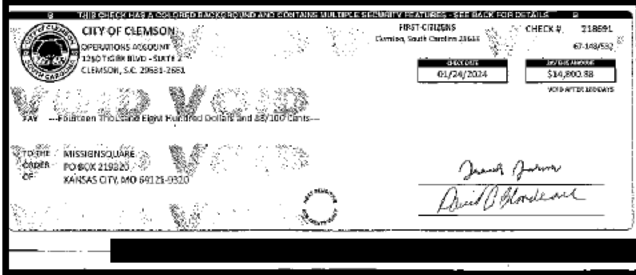 THIS CHECK HAS A COLORED BACKGROUND AND CONTAINS MULTIPLE SECURITY FEATURES - SEE BACK FOR DETAILS
CITY OF CLEMSON
OPERATIONS ACCOUNT
1250 TIGER BLVD - SUITE 2
CLEMSON, S.C. 29631-2661
FIRST CITIZENS
Clemson, South Carolina
CHECK # 218691
67-148/532
CHECK DATE
01/24/2024
$14,800.88
VOID AFTER 180 DAYS
VOID VOID
PAY ---Fourteen Thousand Eight Hundred Dollars and 88/100 Cents---
TO THE ORDER OF
MISSIONSQUARE
PO BOX 219320
KANSAS CITY, MO 64121-9320